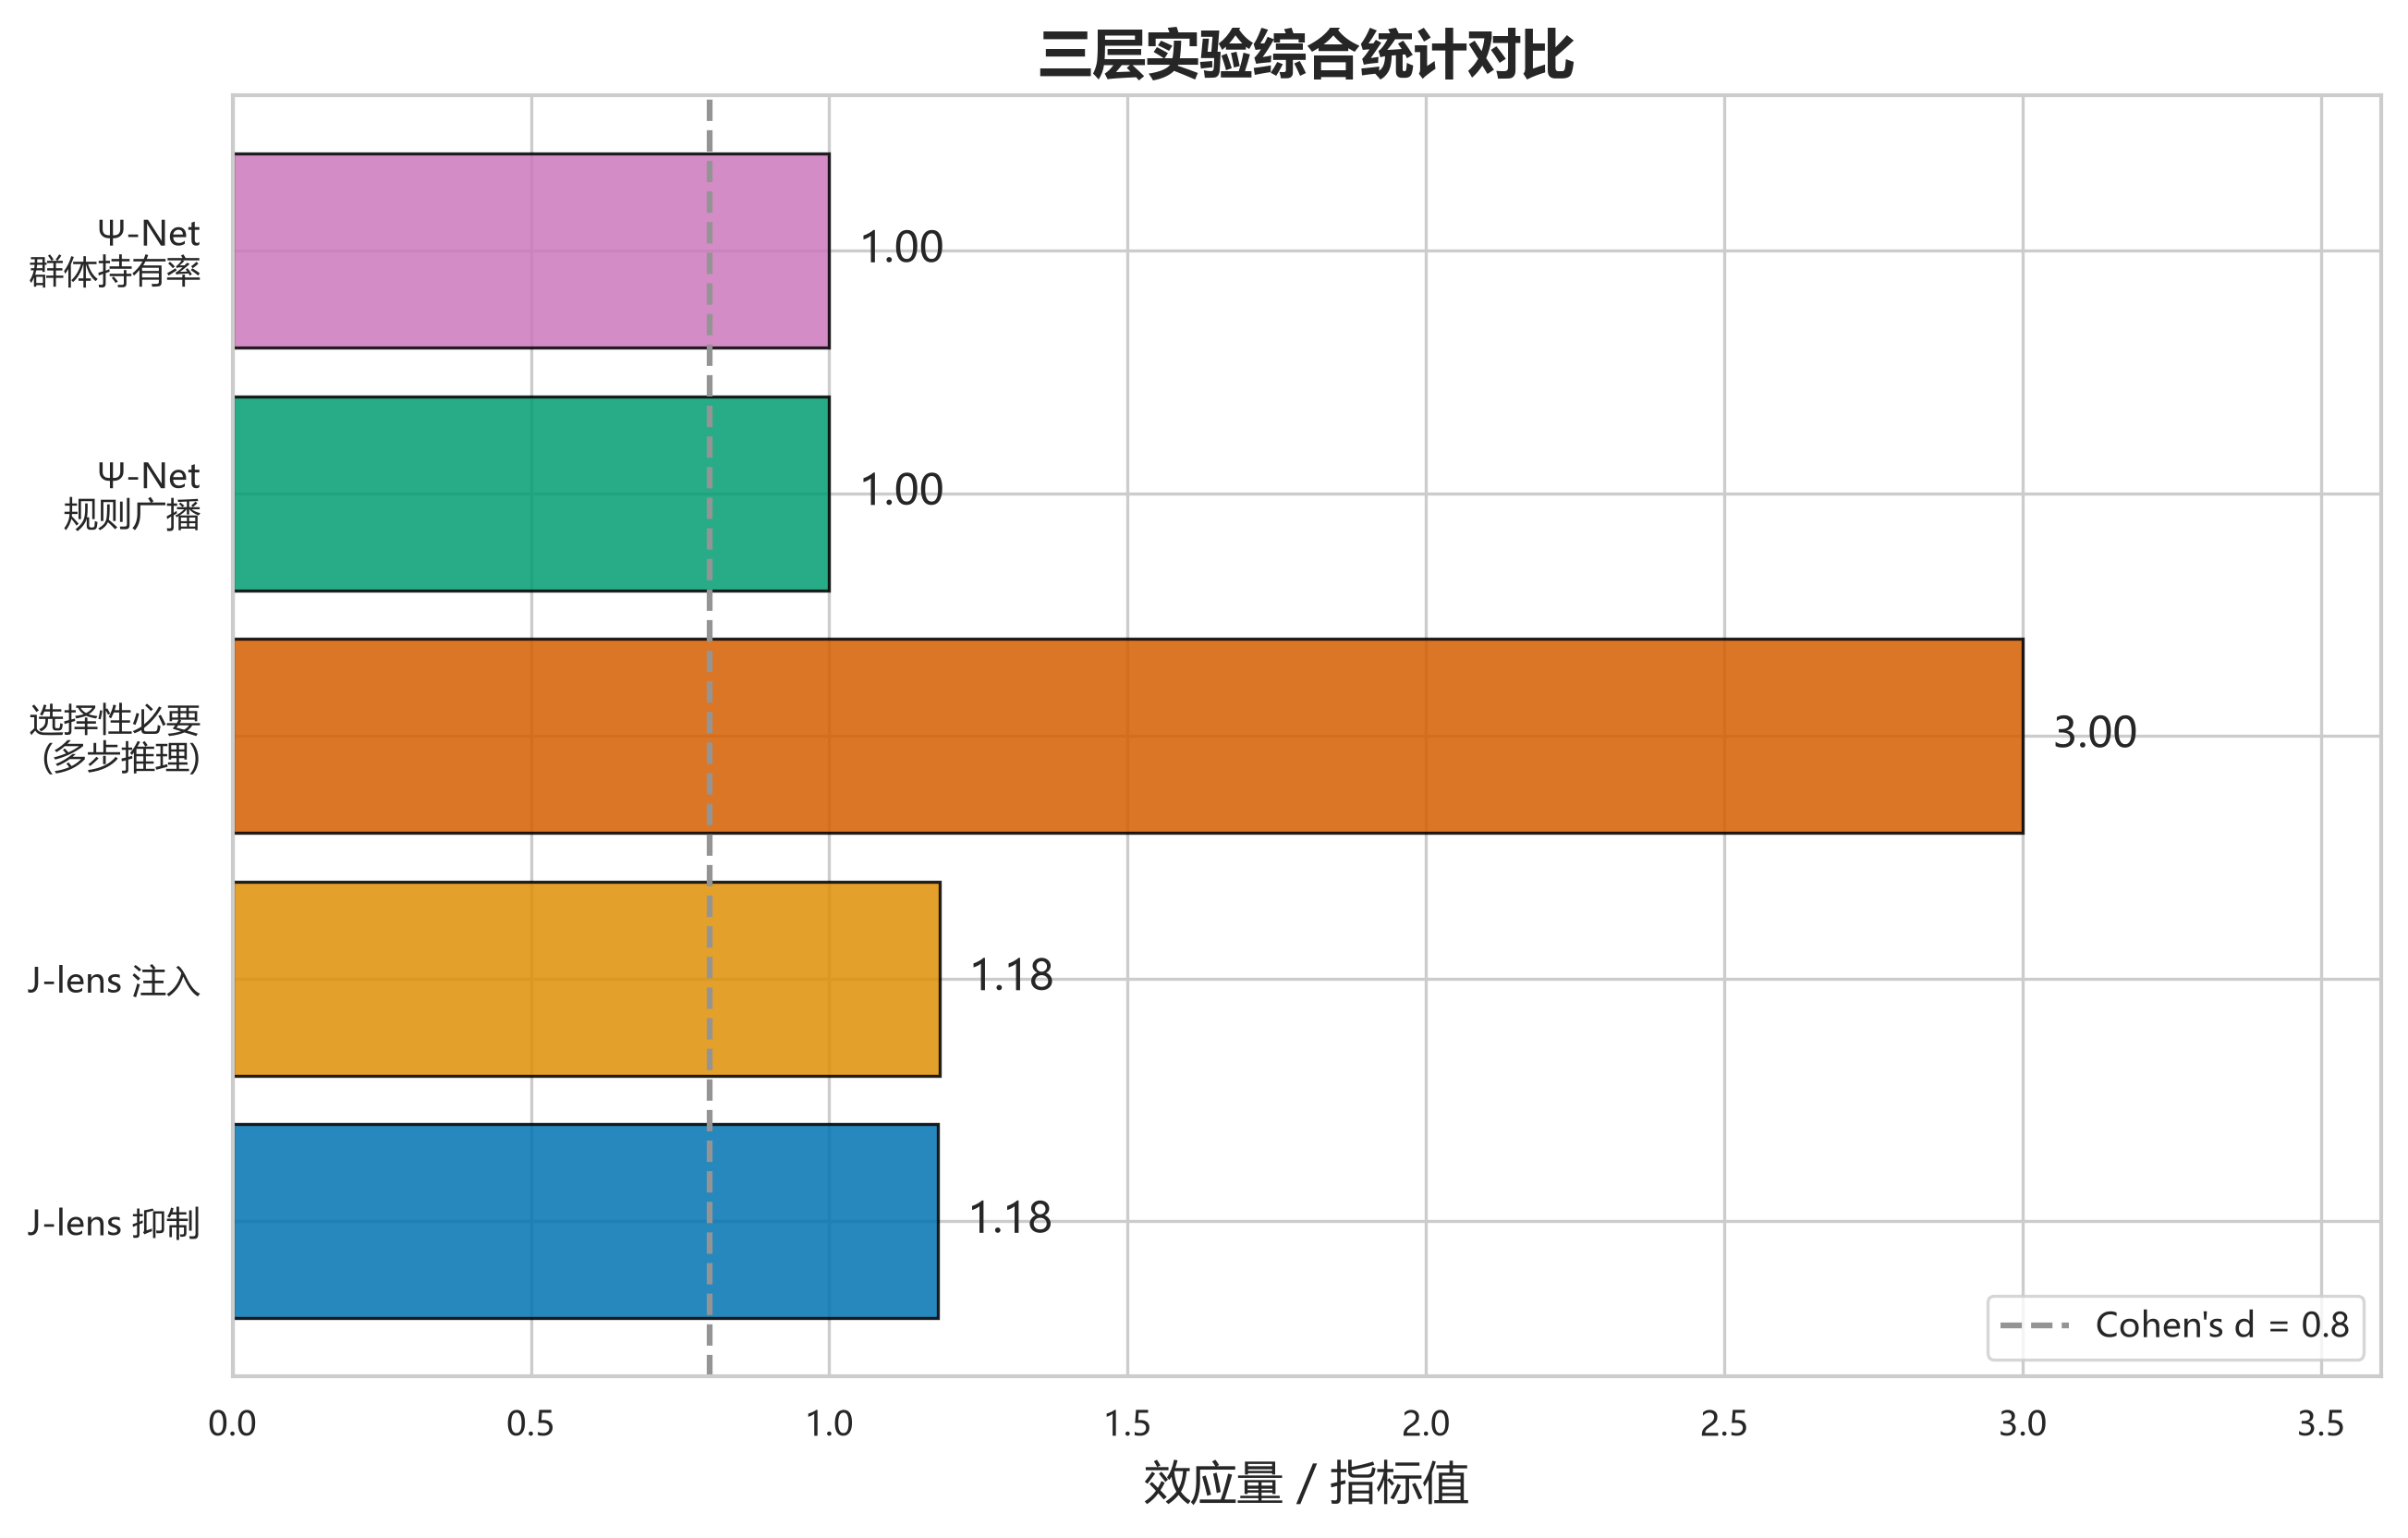 三层实验综合统计对比
Ψ-Net
群体持有率
1.00
Ψ-Net
规则广播
1.00
选择性必要
(多步推理)
3.00
J-lens 注入
1.18
J-lens 抑制
1.18
Cohen's d = 0.8
0.0 0.5 1.0 1.5 2.0 2.5 3.0 3.5
效应量 / 指标值